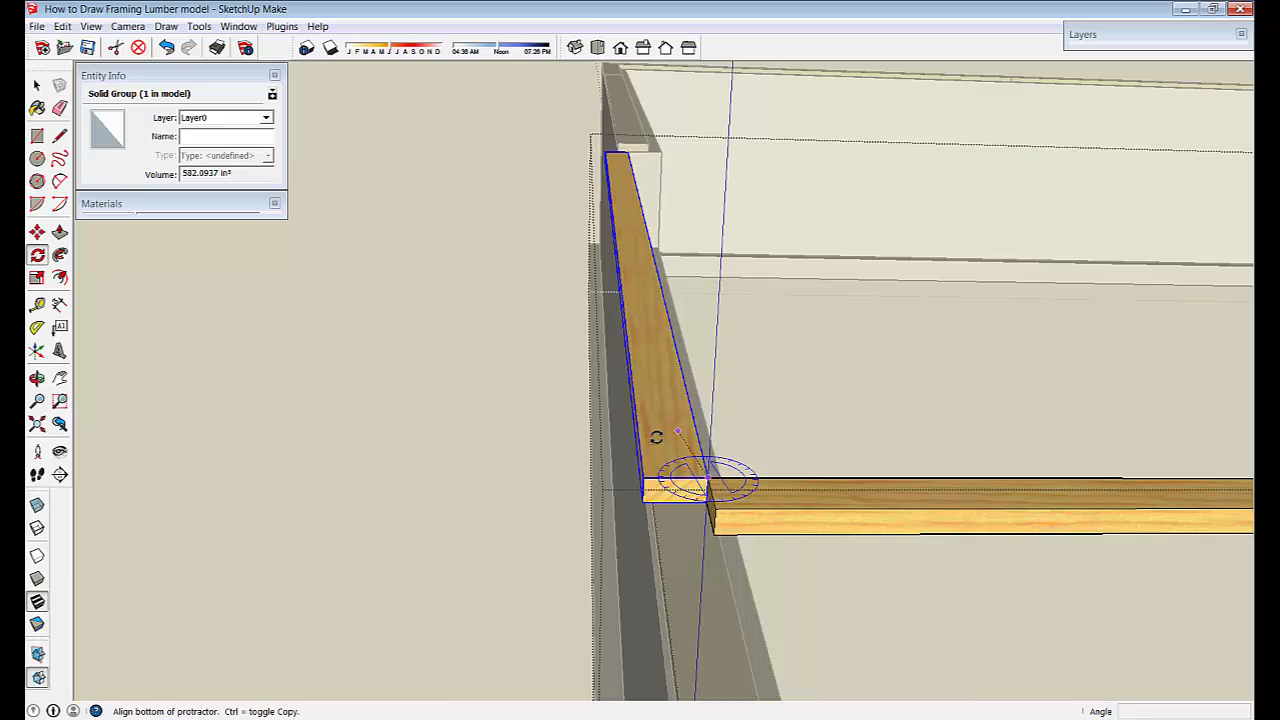 How to Draw Framing Lumber model - SketchUp Make
File Edit View Camera Draw Tools Window Plugins Help
J F M A M J J A S O N D
04:36 AM Noon 07:26 PM
Layers
Entity Info
Solid Group (1 in model)
Layer: Layer0
Name:
Type: Type: <undefined>
Volume: 582.0937 in³
Materials
A1
Align bottom of protractor. Ctrl = toggle Copy.
Angle